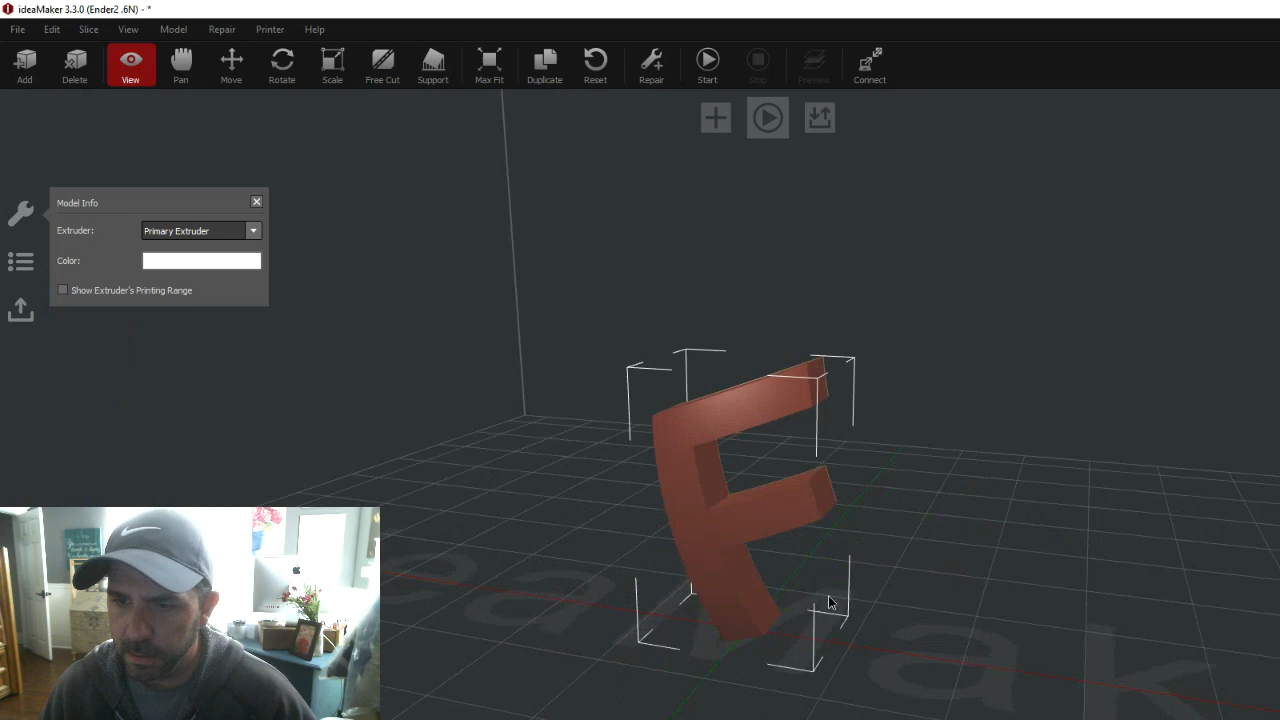 ideaMaker 3.3.0 (Ender2 .6N) - *
File Edit Slice View Model Repair Printer Help
Add Delete View Pan Move Rotate Scale Free Cut Support Max Fit Duplicate Reset Repair Start Stop Preview Connect
Model Info
Extruder: Primary Extruder
Color:
Show Extruder's Printing Range
F
eaMak